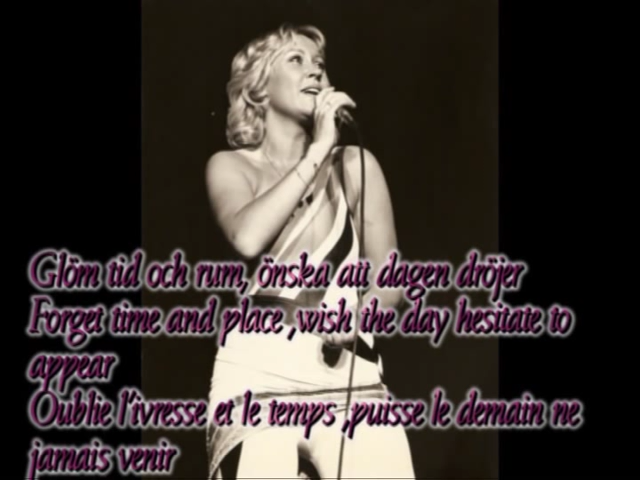 Glöm tid och rum, önska att dagen dröjer
Forget time and place ,wish the day hesitate to
appear
Oublie l'ivresse et le temps ,puisse le demain ne
jamais venir